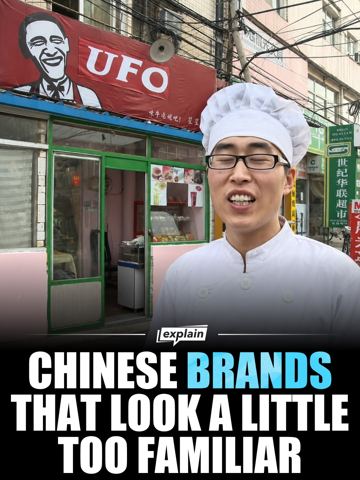 UFO
世纪华联超市
explain
CHINESE BRANDS
THAT LOOK A LITTLE
TOO FAMILIAR